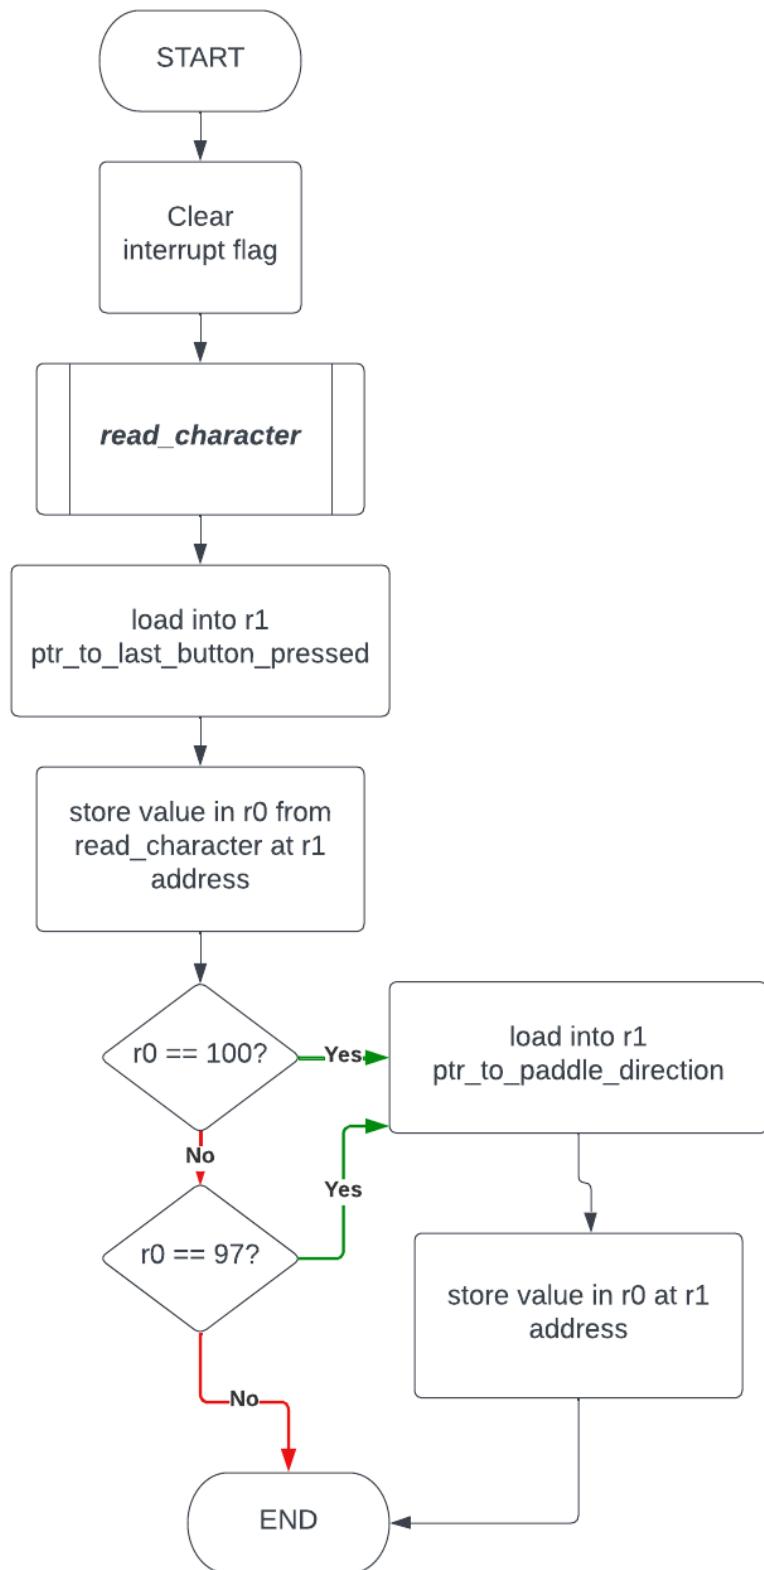 START
Clear
interrupt flag
read_character
load into r1
ptr_to_last_button_pressed
store value in r0 from
read_character at r1
address
r0 == 100?
Yes
load into r1
ptr_to_paddle_direction
No
Yes
r0 == 97?
store value in r0 at r1
address
No
END